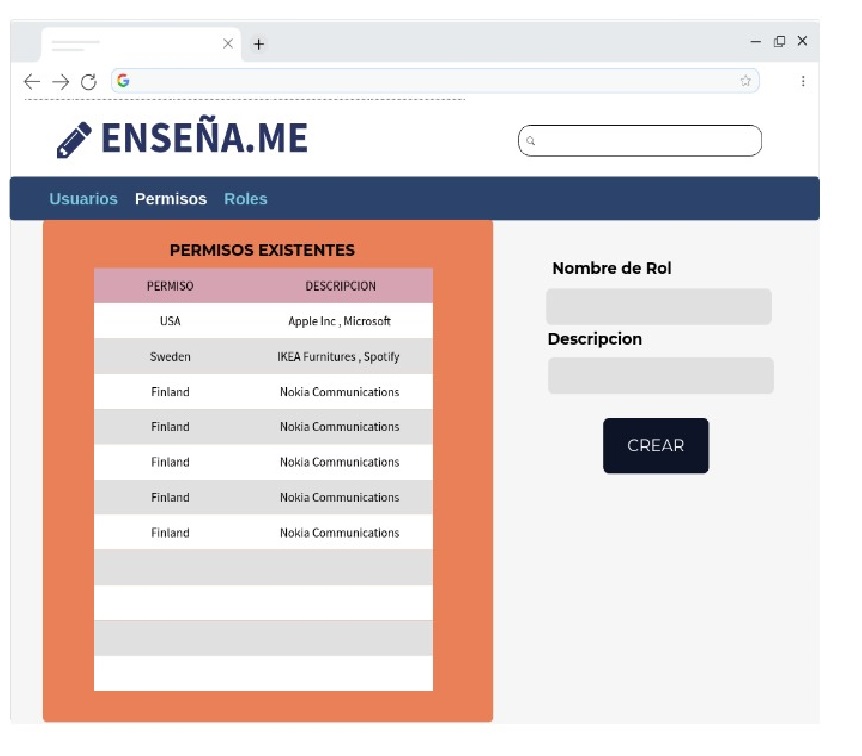 ENSEÑA.ME
Usuarios Permisos Roles
PERMISOS EXISTENTES
PERMISO DESCRIPCION
USA Apple Inc , Microsoft
Sweden IKEA Furnitures , Spotify
Finland Nokia Communications
Finland Nokia Communications
Finland Nokia Communications
Finland Nokia Communications
Finland Nokia Communications
Nombre de Rol
Descripcion
CREAR